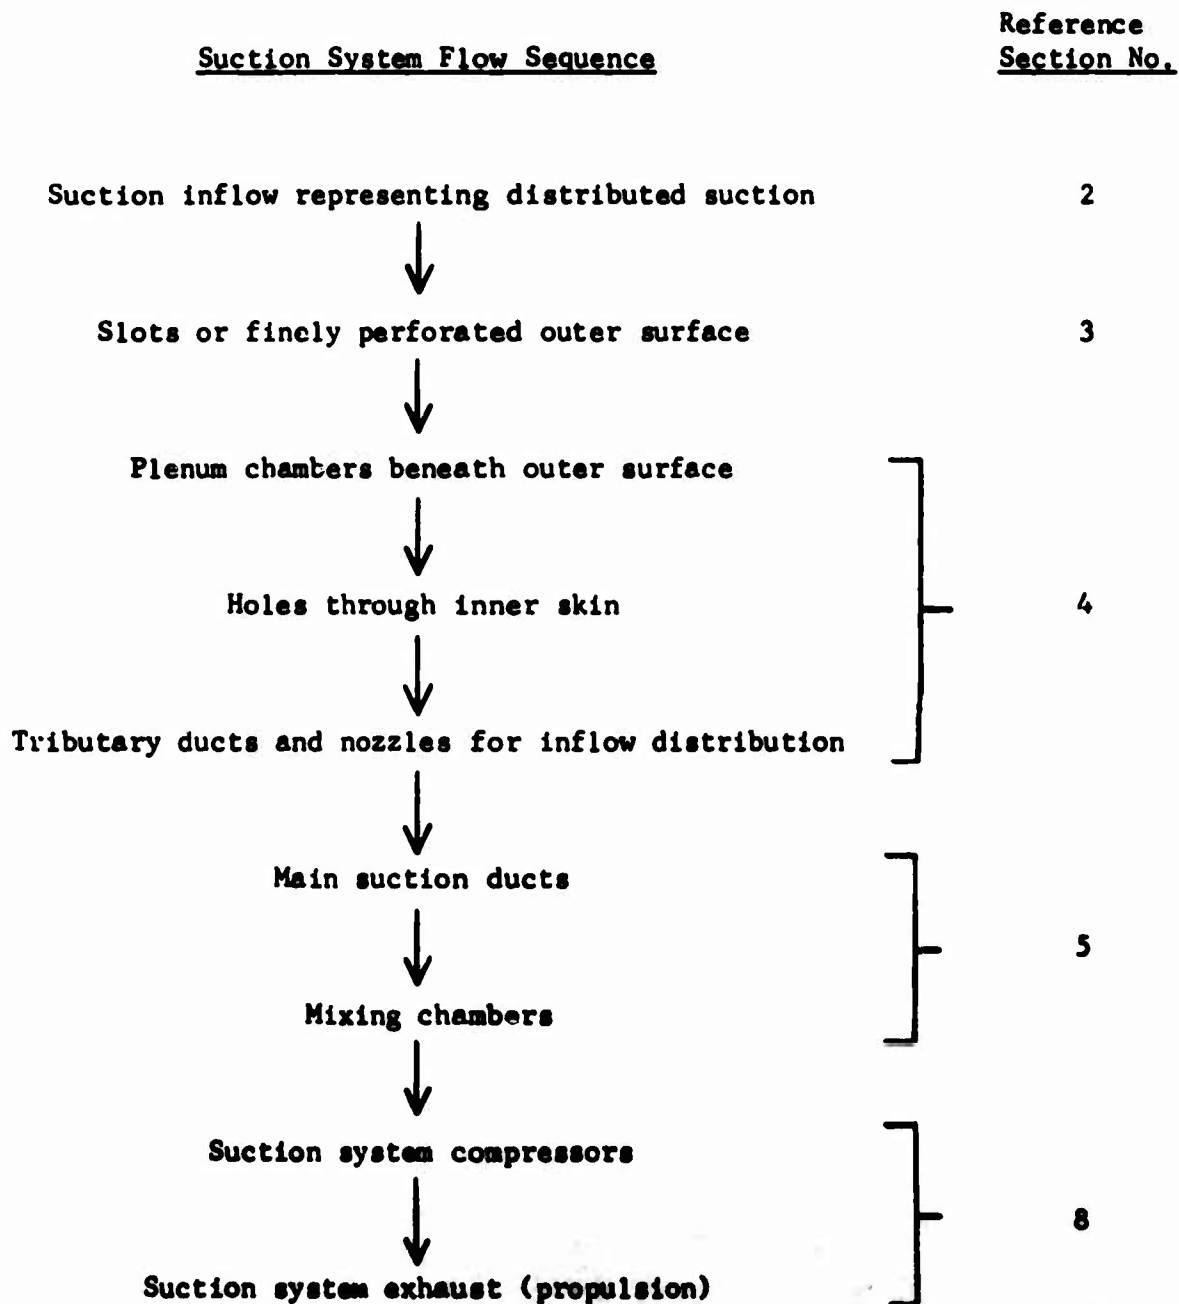 Reference
Suction System Flow Sequence Section No.
Suction inflow representing distributed suction 2
Slots or finely perforated outer surface 3
Plenum chambers beneath outer surface
Holes through inner skin 4
Tributary ducts and nozzles for inflow distribution
Main suction ducts
5
Mixing chambers
Suction system compressors
8
Suction system exhaust (propulsion)